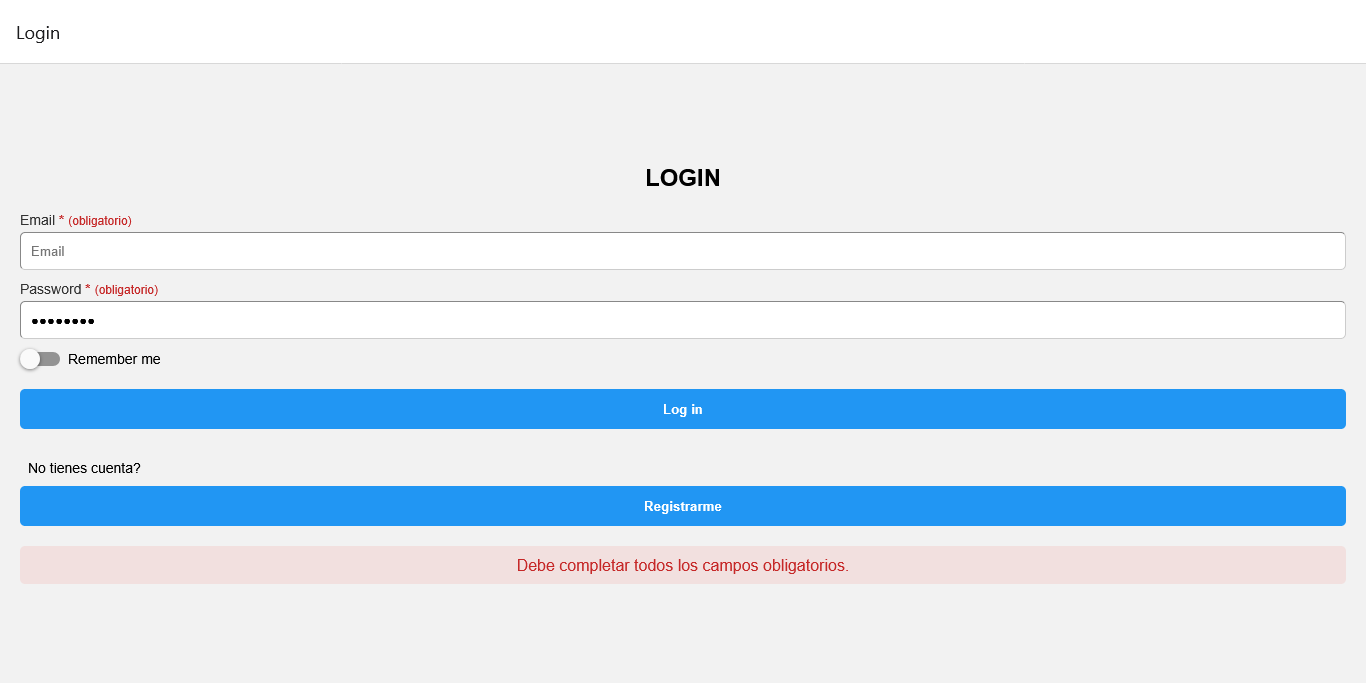 Login
LOGIN
Email * (obligatorio)
Email
Password * (obligatorio)
••••••••
Remember me
Log in
No tienes cuenta?
Registrarme
Debe completar todos los campos obligatorios.